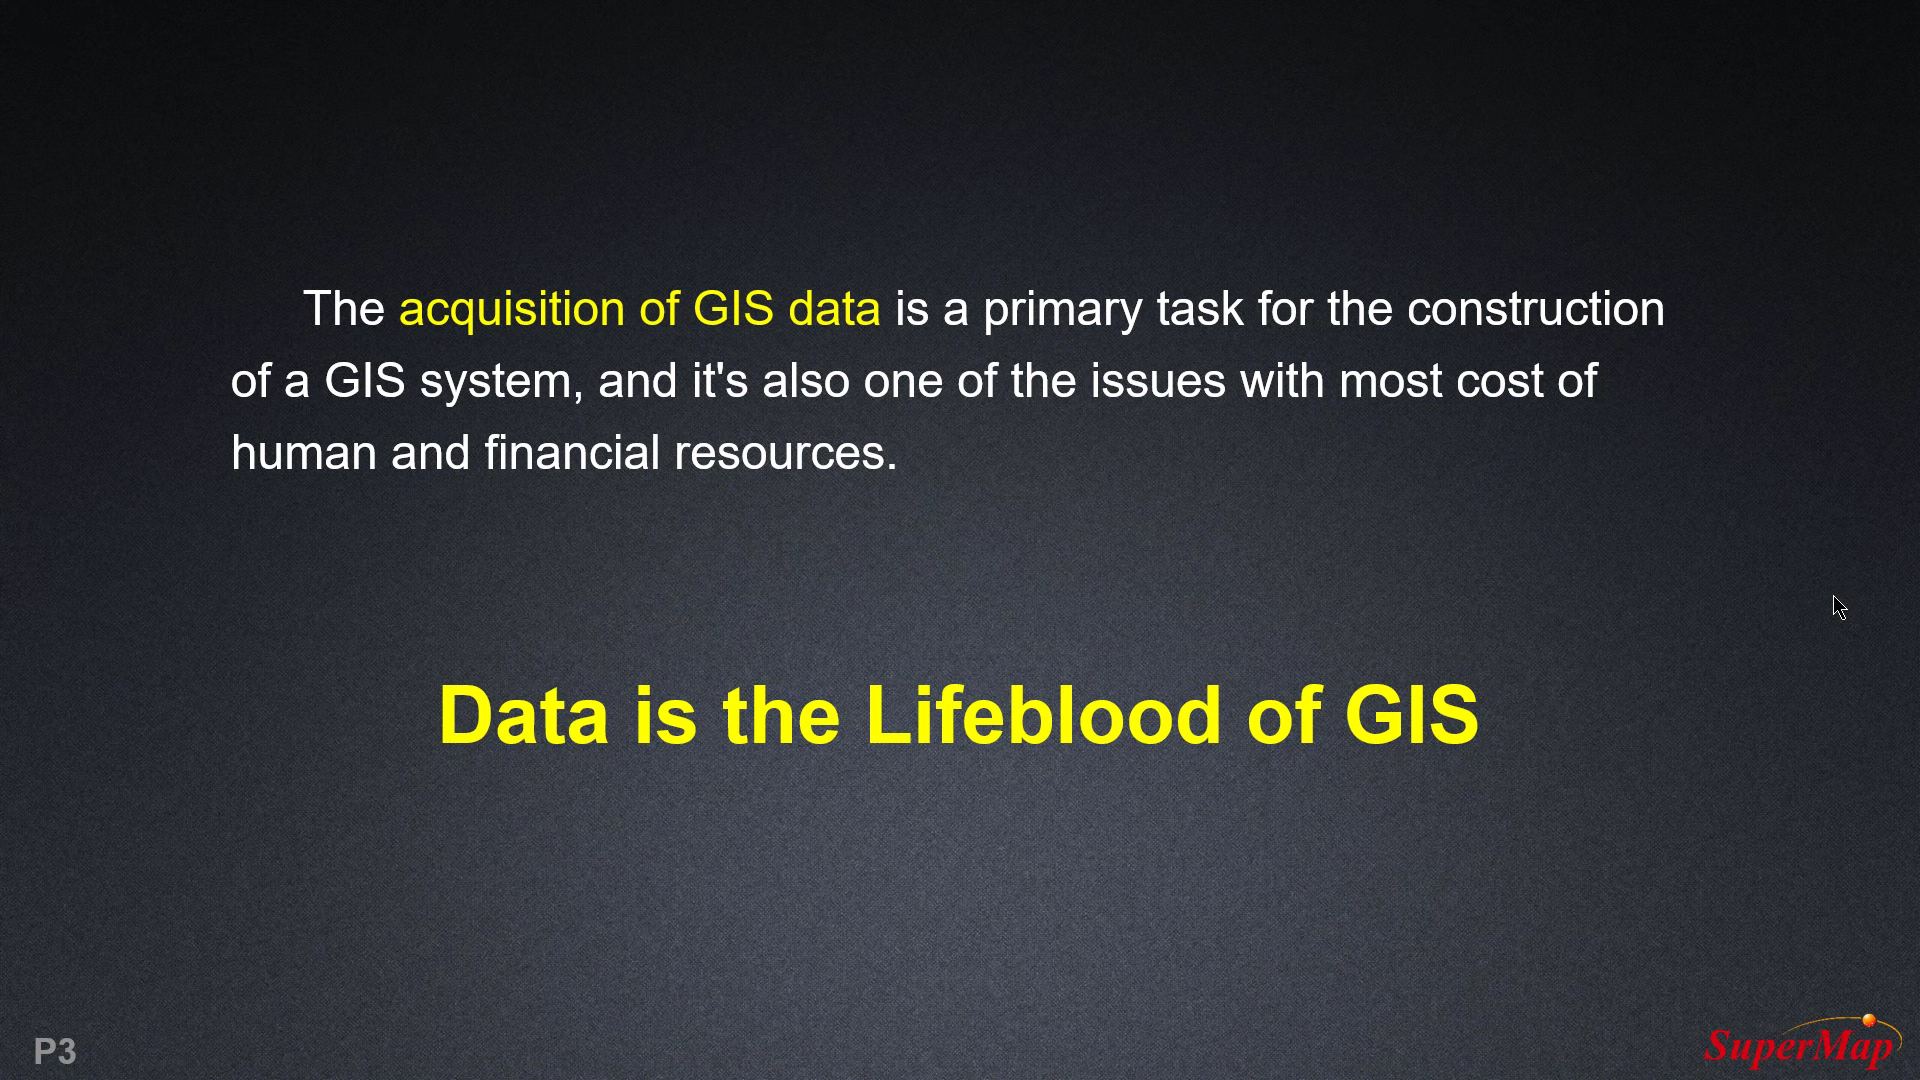 The acquisition of GIS data is a primary task for the construction
of a GIS system, and it's also one of the issues with most cost of
human and financial resources.
Data is the Lifeblood of GIS
P3
SuperMap